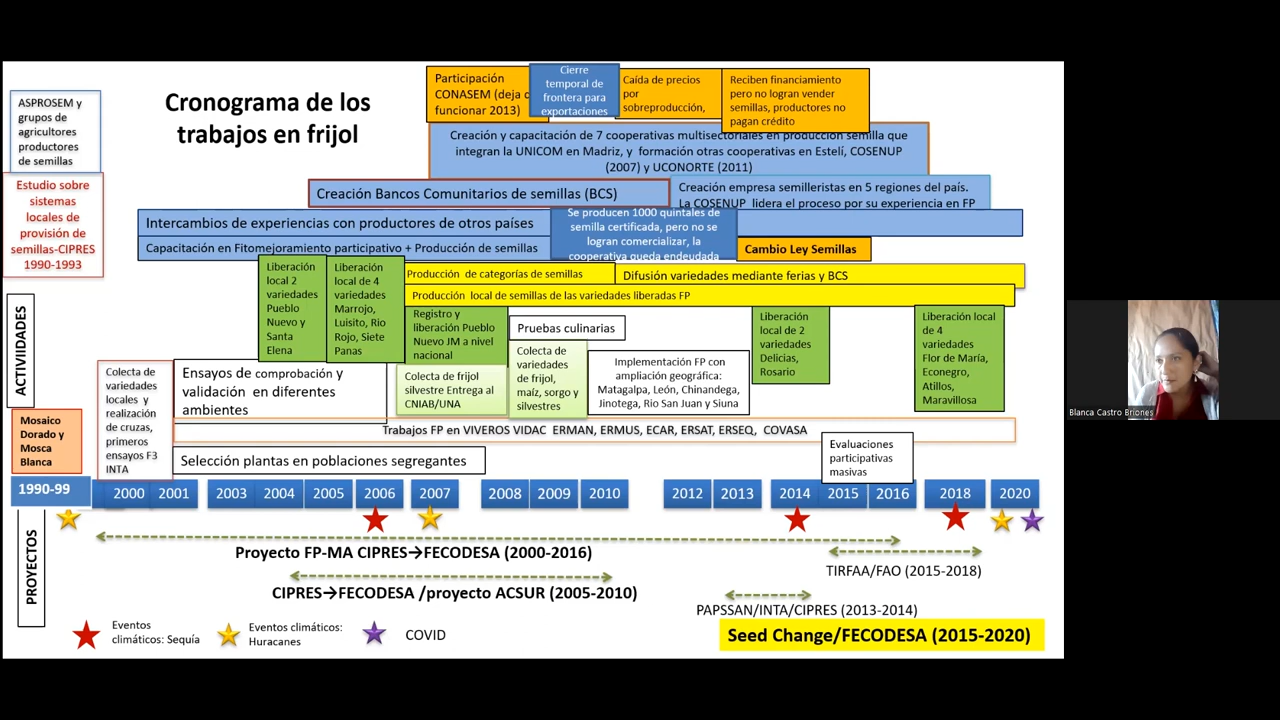 Cronograma de los
trabajos en frijol
ASPROSEM y
grupos de
agricultores
productores
de semillas
Estudio sobre
sistemas
locales de
provisión de
semillas-CIPRES
1990-1993
Participación
CONASEM (deja
funcionar 2013)
Cierre
temporal de
frontera para
exportaciones
Caída de precios
por
sobreproducción,
Reciben financiamiento
pero no logran vender
semillas, productores no
pagan crédito
Creación y capacitación de 7 cooperativas multisectoriales en producción semilla que
integran la UNICOM en Madriz, y formación otras cooperativas en Estelí, COSENUP
(2007) y UCONORTE (2011)
Creación Bancos Comunitarios de semillas (BCS)
Creación empresa semilleristas en 5 regiones del país.
La COSENUP lidera el proceso por su experiencia en FP
Intercambios de experiencias con productores de otros países
Se producen 1000 quintales de
semilla certificada, pero no se
logran comercializar, la
cooperativa queda endeudada
Capacitación en Fitomejoramiento participativo + Producción de semillas
Cambio Ley Semillas
Liberación
local 2
variedades
Pueblo
Nuevo y
Santa
Elena
Liberación
local de 4
variedades
Marrojo,
Luisito, Rio
Rojo, Siete
Panas
Producción de categorías de semillas
Difusión variedades mediante ferias y BCS
Producción local de semillas de las variedades liberadas FP
Registro y
liberación Pueblo
Nuevo JM a nivel
nacional
Pruebas culinarias
Liberación
local de 2
variedades
Delicias,
Rosario
Liberación local
de 4
variedades
Flor de María,
Econegro,
Atillos,
Maravillosa
ACTIVIDADES
Colecta de
variedades
locales y
realización
de cruzas,
primeros
ensayos F3
INTA
Ensayos de comprobación y
validación en diferentes
ambientes
Colecta de frijol
silvestre Entrega al
CNIAB/UNA
Colecta de
variedades
de frijol,
maíz, sorgo y
silvestres
Implementación FP con
ampliación geográfica:
Matagalpa, León, Chinandega,
Jinotega, Rio San Juan y Siuna
Mosaico
Dorado y
Mosca
Blanca
Trabajos FP en VIVEROS VIDAC ERMAN, ERMUS, ECAR, ERSAT, ERSEQ, COVASA
Selección plantas en poblaciones segregantes
Evaluaciones
participativas
masivas
1990-99 2000 2001 2003 2004 2005 2006 2007 2008 2009 2010 2012 2013 2014 2015 2016 2018 2020
PROYECTOS
Proyecto FP-MA CIPRES→FECODESA (2000-2016)
TIRFAA/FAO (2015-2018)
CIPRES→FECODESA /proyecto ACSUR (2005-2010)
PAPSSAN/INTA/CIPRES (2013-2014)
Eventos
climáticos: Sequía
Eventos climáticos:
Huracanes
COVID
Seed Change/FECODESA (2015-2020)
Blanca Castro Briones